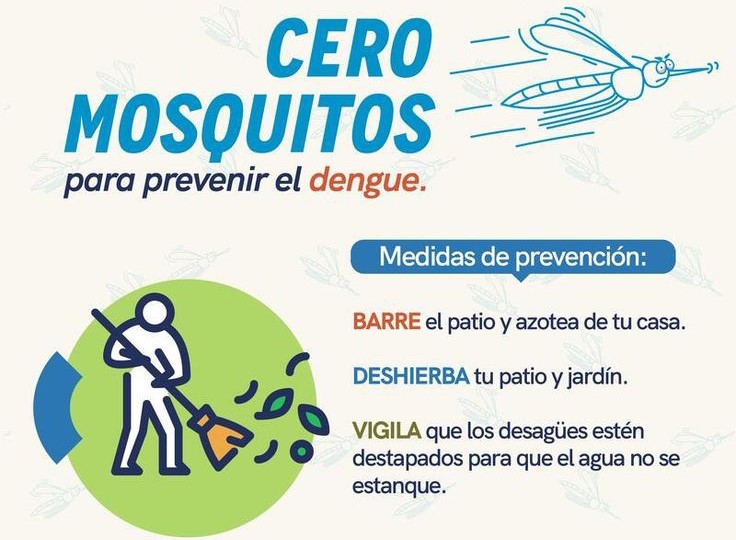 CERO
MOSQUITOS
para prevenir el dengue.
Medidas de prevención:
BARRE el patio y azotea de tu casa.
DESHIERBA tu patio y jardín.
VIGILA que los desagües estén
destapados para que el agua no se
estanque.